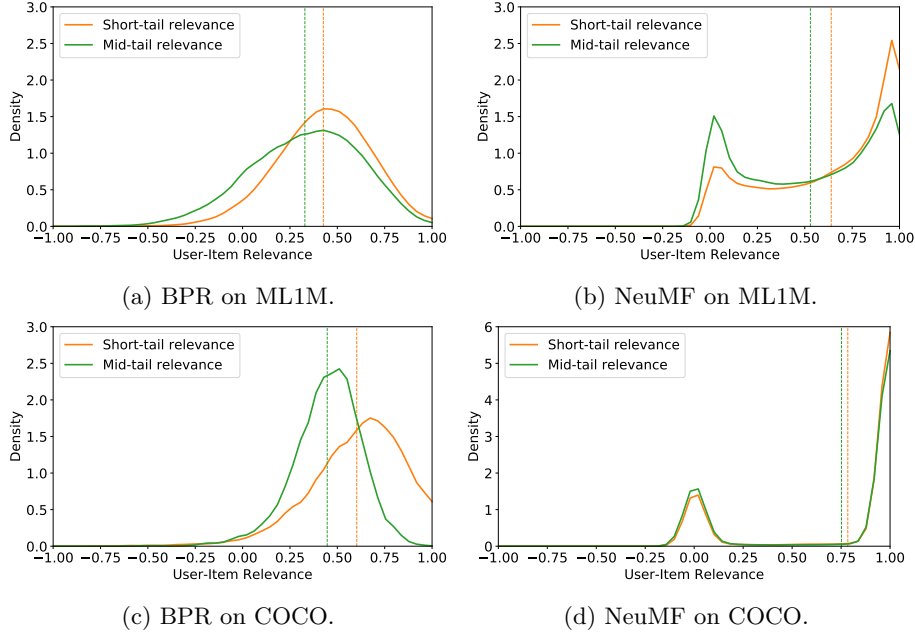 Short-tail relevance
Mid-tail relevance
Density
3.0
2.5
2.0
1.5
1.0
0.5
0.0
−1.00 −0.75 −0.50 −0.25 0.00 0.25 0.50 0.75 1.00
User-Item Relevance
(a) BPR on ML1M.
Short-tail relevance
Mid-tail relevance
Density
3.0
2.5
2.0
1.5
1.0
0.5
0.0
−1.00 −0.75 −0.50 −0.25 0.00 0.25 0.50 0.75 1.00
User-Item Relevance
(b) NeuMF on ML1M.
Short-tail relevance
Mid-tail relevance
Density
3.0
2.5
2.0
1.5
1.0
0.5
0.0
−1.00 −0.75 −0.50 −0.25 0.00 0.25 0.50 0.75 1.00
User-Item Relevance
(c) BPR on COCO.
Short-tail relevance
Mid-tail relevance
Density
6
5
4
3
2
1
0
−1.00 −0.75 −0.50 −0.25 0.00 0.25 0.50 0.75 1.00
User-Item Relevance
(d) NeuMF on COCO.